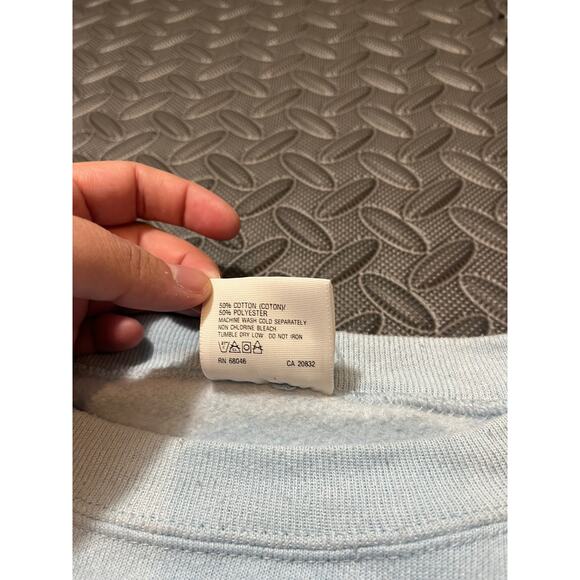 50% COTTON (COTON)/
50% POLYESTER
MACHINE WASH COLD SEPARATELY
NON CHLORINE BLEACH
TUMBLE DRY LOW DO NOT IRON
RN 68046 CA 20832